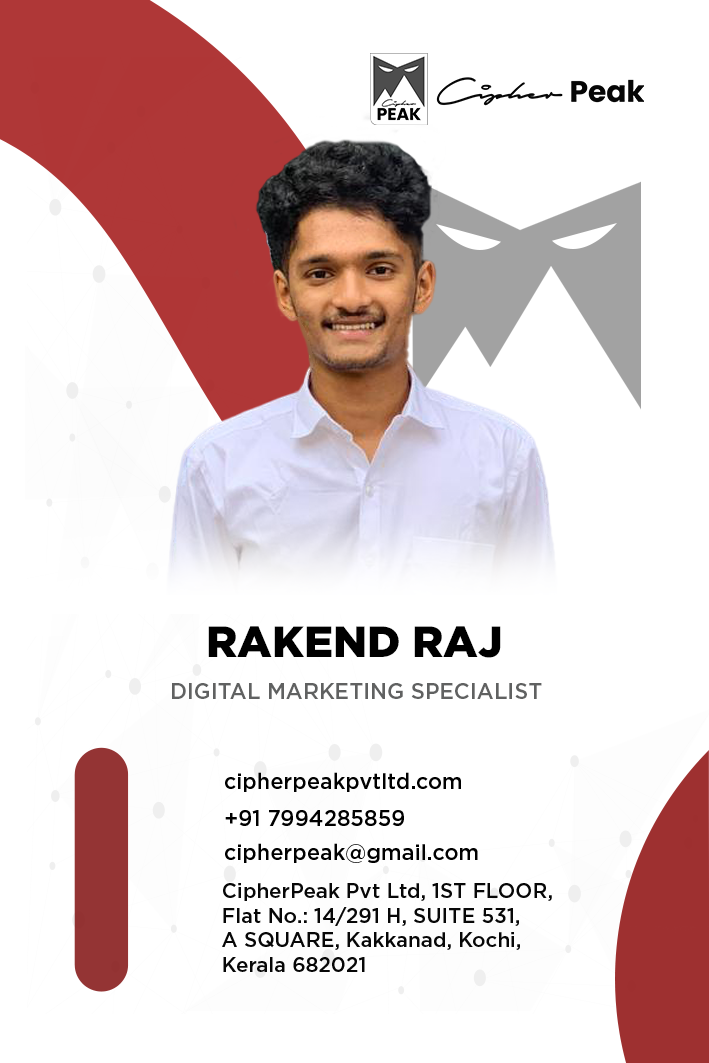 Cipher
PEAK
Cipher Peak
RAKEND RAJ
DIGITAL MARKETING SPECIALIST
cipherpeakpvtltd.com
+91 7994285859
cipherpeak@gmail.com
CipherPeak Pvt Ltd, 1ST FLOOR,
Flat No.: 14/291 H, SUITE 531,
A SQUARE, Kakkanad, Kochi,
Kerala 682021